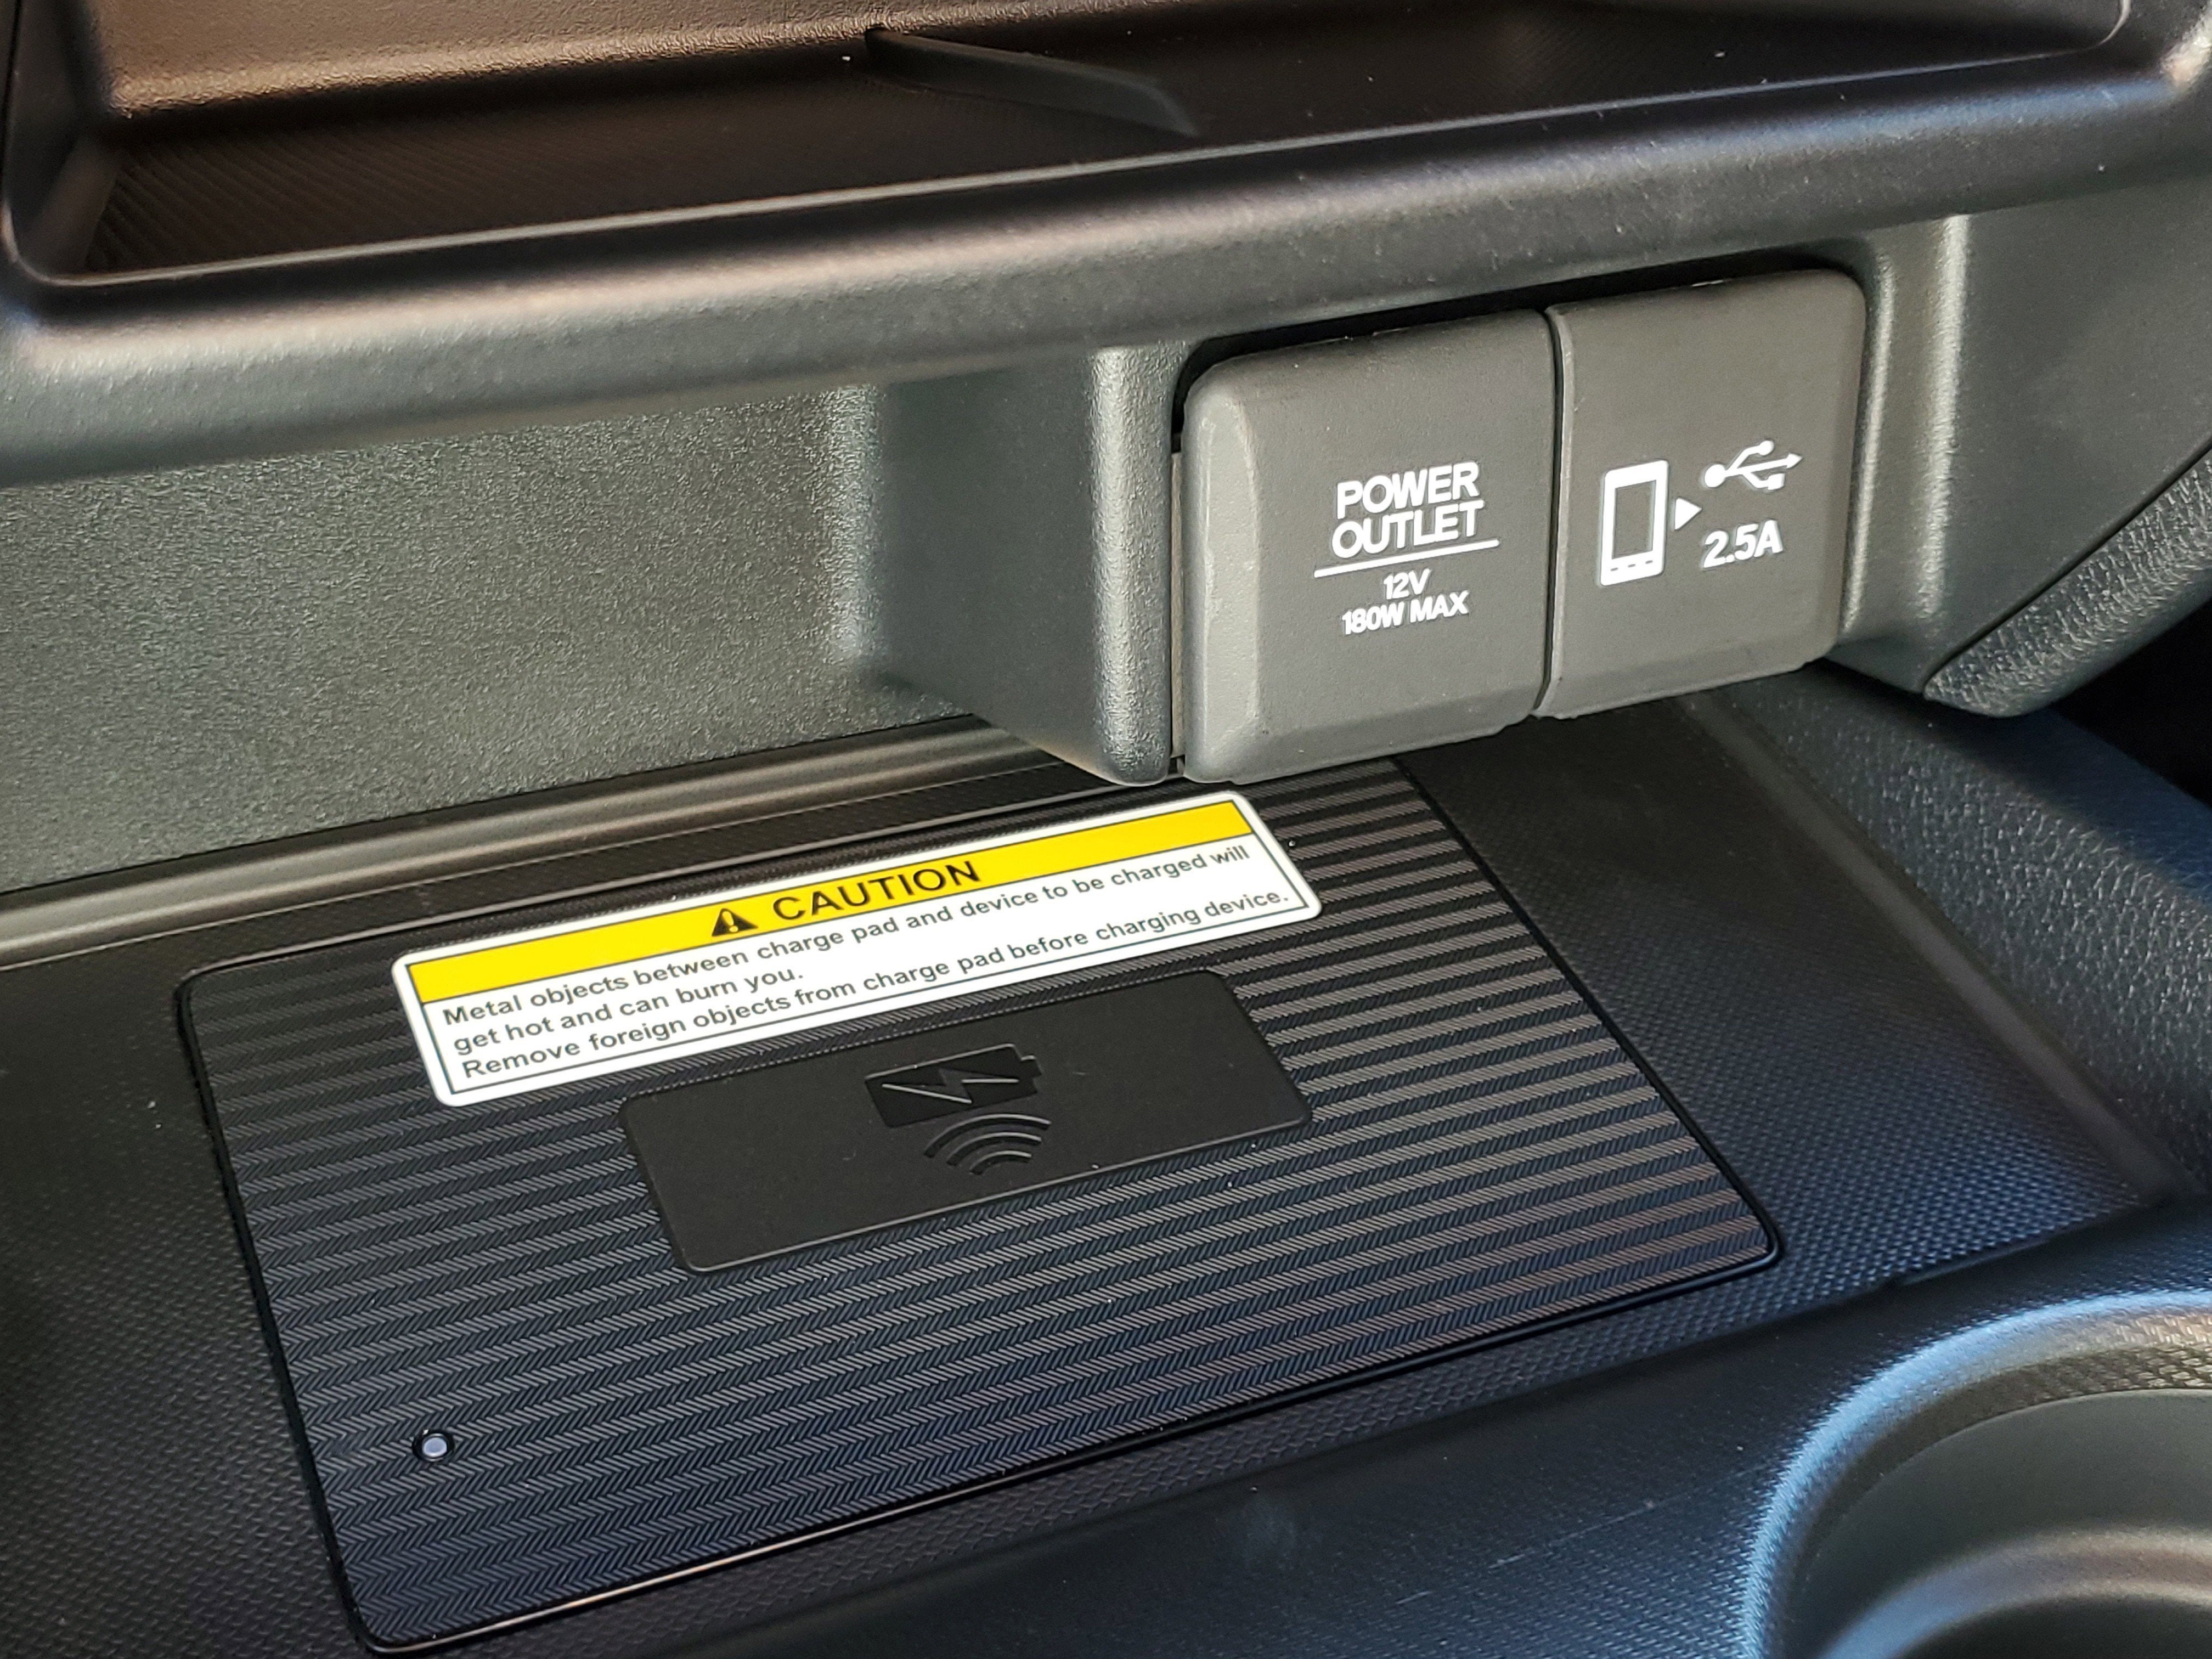 POWER
OUTLET
12V
180W MAX
2.5A
CAUTION
Metal objects between charge pad and device to be charged will
get hot and can burn you.
Remove foreign objects from charge pad before charging device.